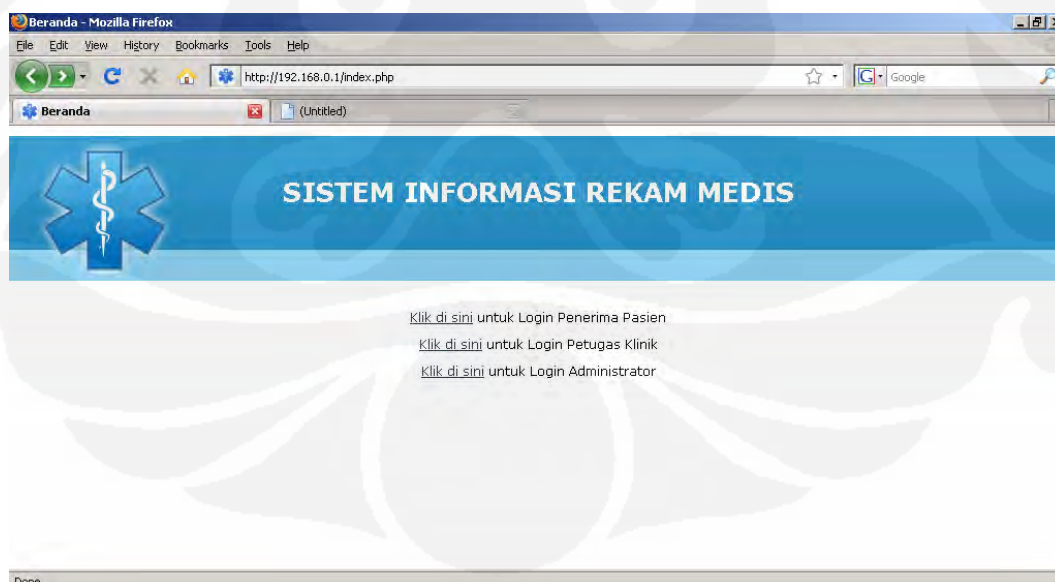 Beranda - Mozilla Firefox
File Edit View History Bookmarks Tools Help
http://192.168.0.1/index.php
Google
Beranda
(Untitled)
SISTEM INFORMASI REKAM MEDIS
Klik di sini untuk Login Penerima Pasien
Klik di sini untuk Login Petugas Klinik
Klik di sini untuk Login Administrator
Done